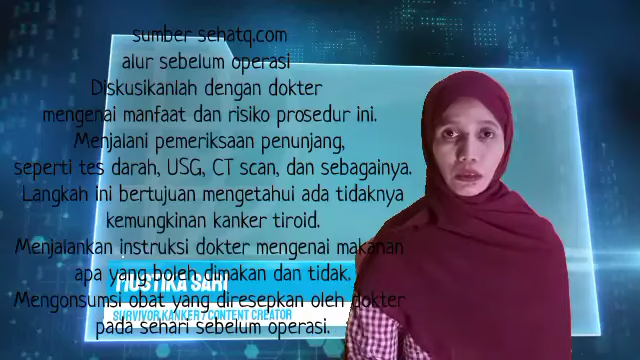 sumber sehatq.com
alur sebelum operasi
Diskusikanlah dengan dokter
mengenai manfaat dan risiko prosedur ini.
Menjalani pemeriksaan penunjang,
seperti tes darah, USG, CT scan, dan sebagainya.
Langkah ini bertujuan mengetahui ada tidaknya
kemungkinan kanker tiroid.
Menjalankan instruksi dokter mengenai makanan
apa yang boleh dimakan dan tidak.
MUSTIKA SARI
Mengonsumsi obat yang diresepkan oleh dokter
SURVIVOR KANKER / CONTENT CREATOR
pada sehari sebelum operasi.